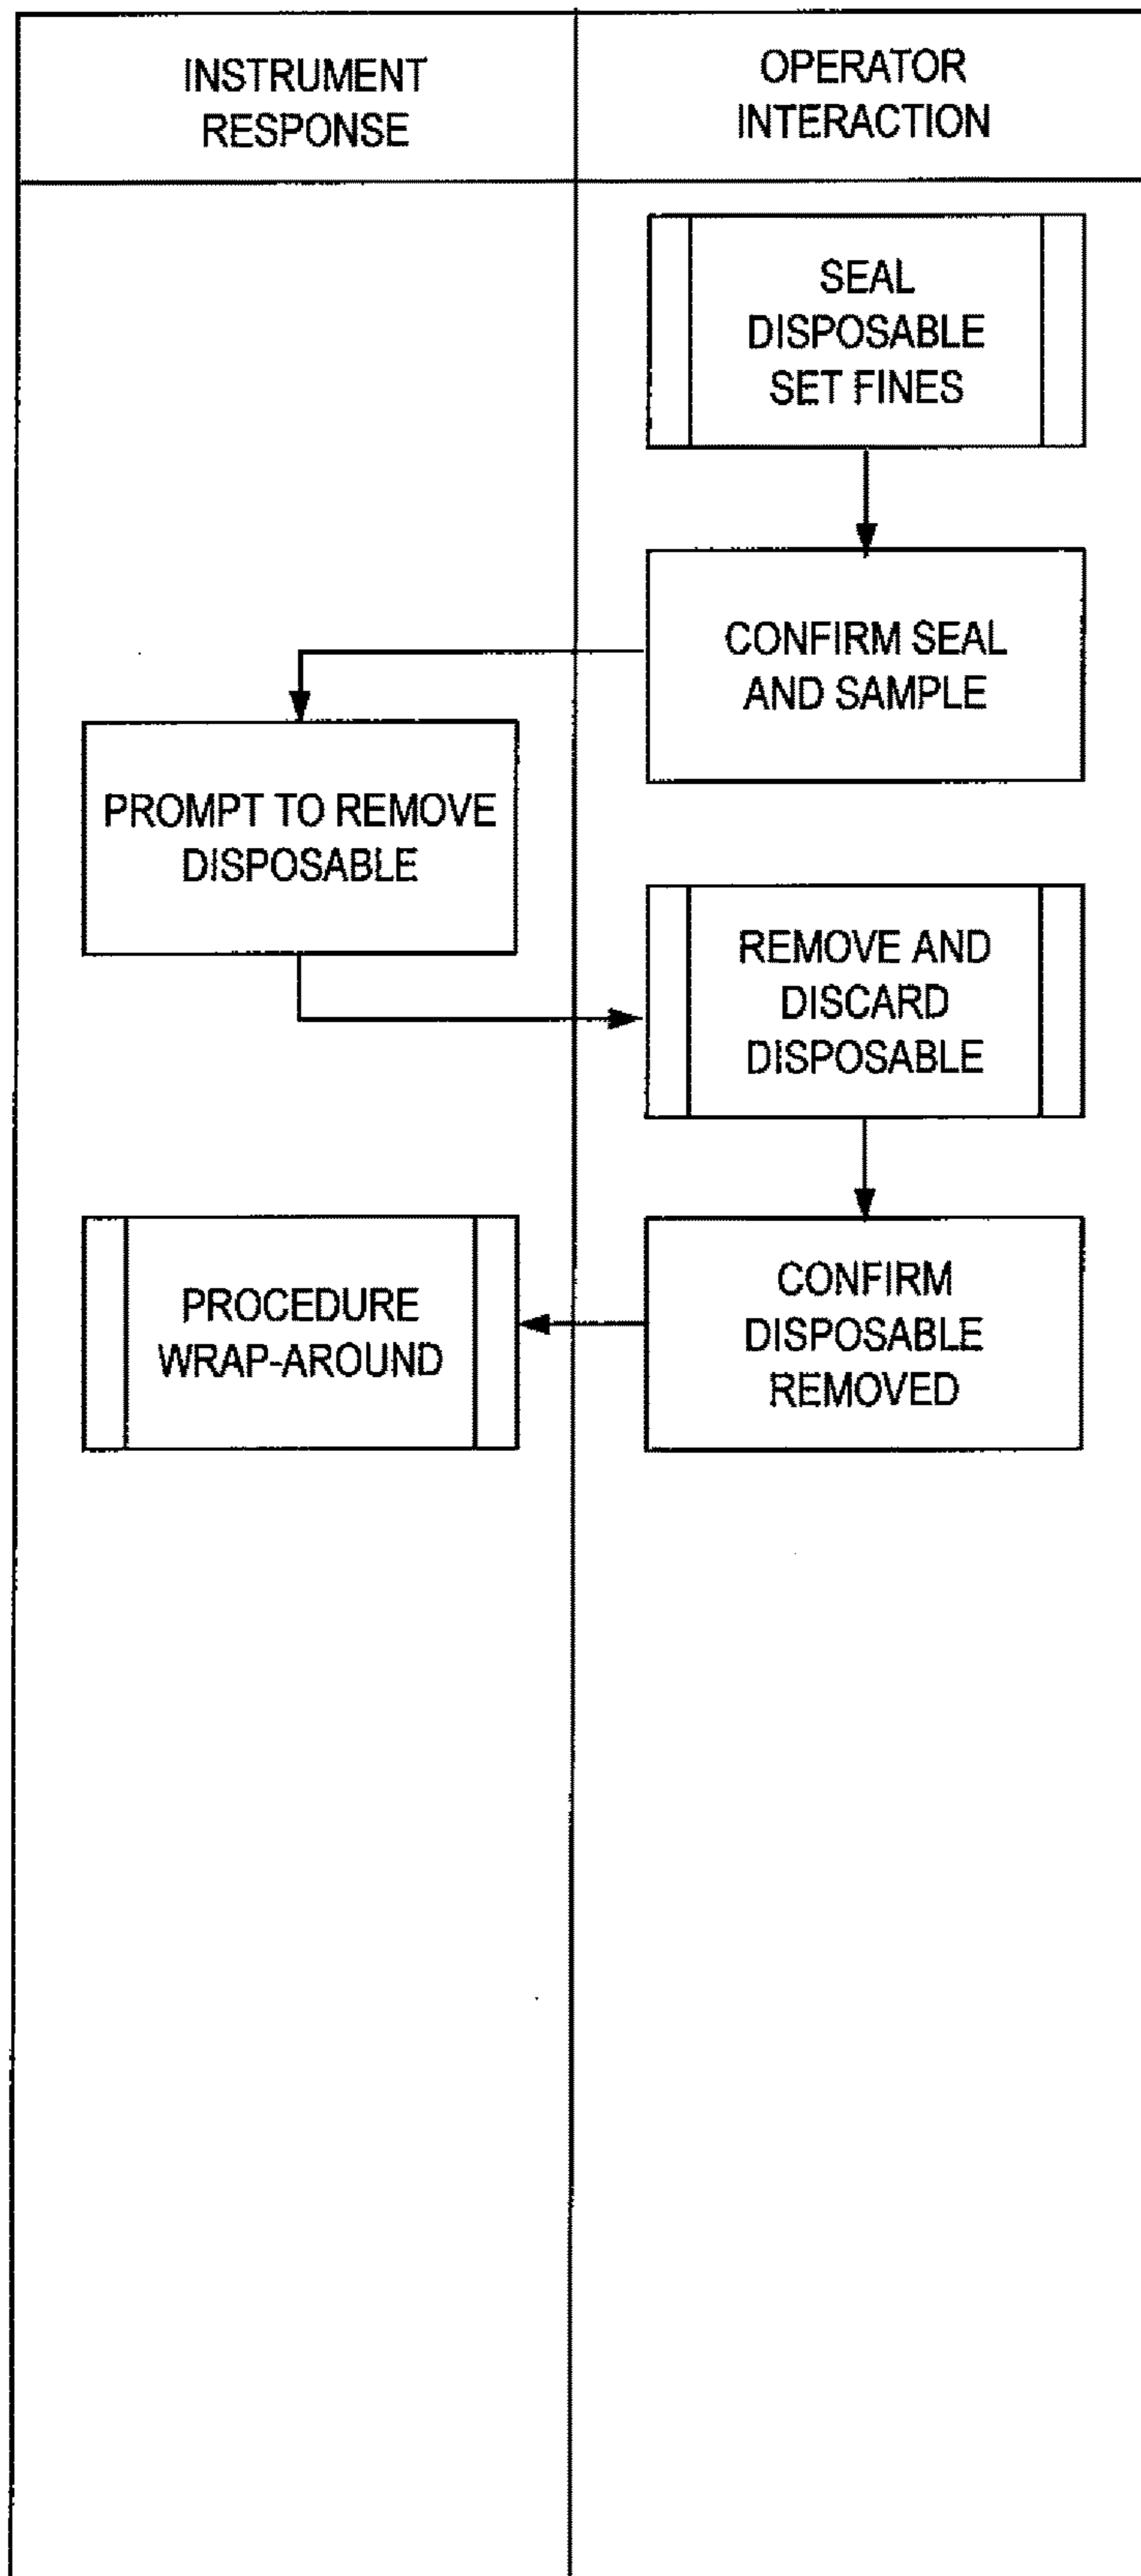 INSTRUMENT
RESPONSE
OPERATOR
INTERACTION
SEAL
DISPOSABLE
SET FINES
CONFIRM SEAL
AND SAMPLE
PROMPT TO REMOVE
DISPOSABLE
REMOVE AND
DISCARD
DISPOSABLE
CONFIRM
DISPOSABLE
REMOVED
PROCEDURE
WRAP-AROUND